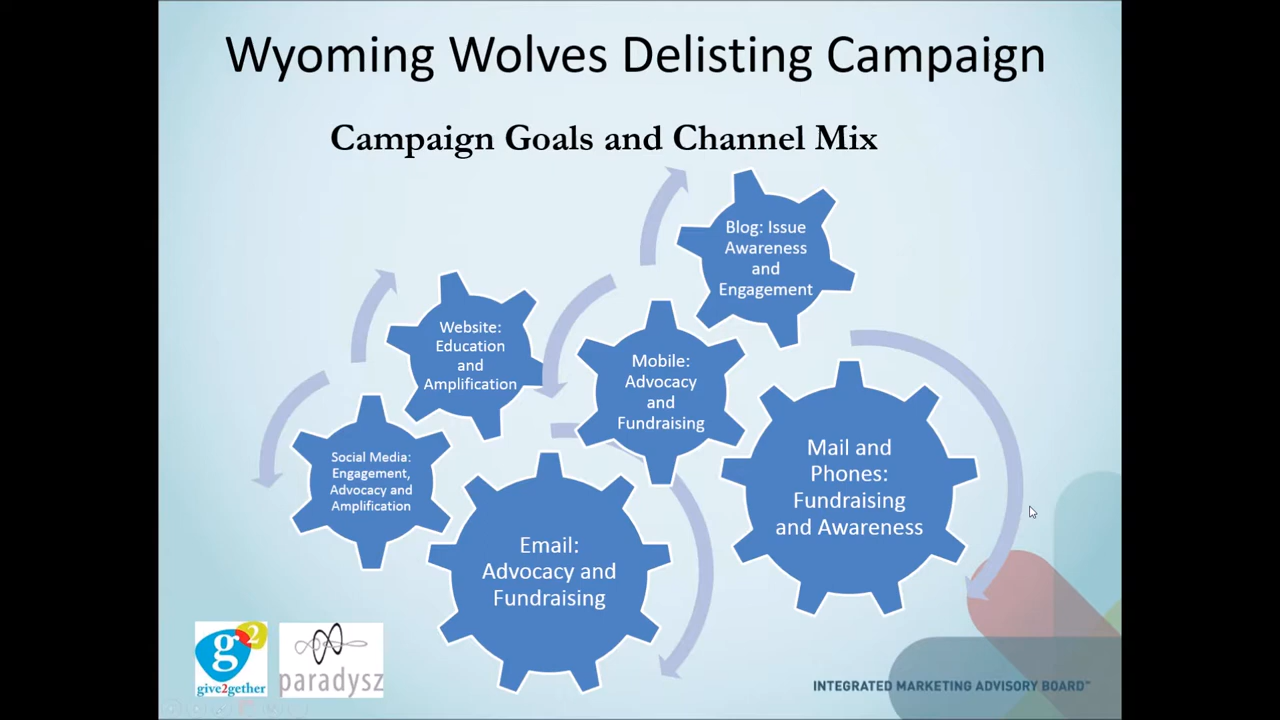 Wyoming Wolves Delisting Campaign
Campaign Goals and Channel Mix
Blog: Issue
Awareness
and
Engagement
Website:
Education
and
Amplification
Mobile:
Advocacy
and
Fundraising
Mail and
Phones:
Fundraising
and Awareness
Social Media:
Engagement,
Advocacy and
Amplification
Email:
Advocacy and
Fundraising
g2
give2gether
paradysz
INTEGRATED MARKETING ADVISORY BOARD™